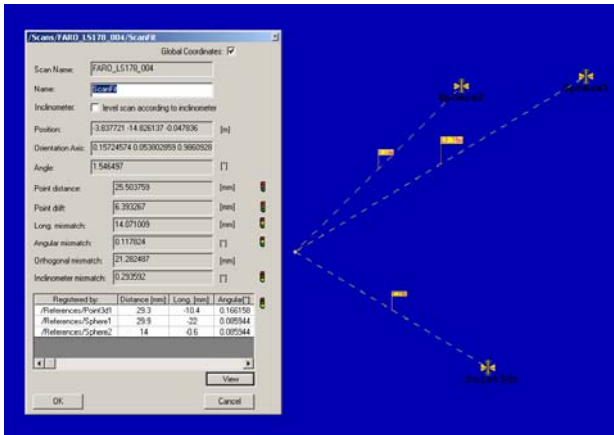 /Scans/FARO_LS178_004/ScanFit
Global Coordinates:
Scan Name: FARO_LS178_004
Name: ScanFit
Inclinometer: level scan according to inclinometer
Position: -3.837721 -14.826137 -0.047836 [m]
Orientation Axis: 0.15724574 0.053802859 0.9860928
Angle: 1.546497 [°]
Point distance: 25.503759 [mm]
Point drift: 6.393267 [mm]
Long. mismatch: 14.071009 [mm]
Angular mismatch: 0.117824 [°]
Orthogonal mismatch: 21.282487 [mm]
Inclinometer mismatch: 0.293592 [°]
Registered by: Distance [mm] Long. [mm] Angular[°]
/References/Point3d1 29.3 -10.4 0.166158
/References/Sphere1 29.9 -22 0.085944
/References/Sphere2 14 -0.6 0.085944
View
OK Cancel